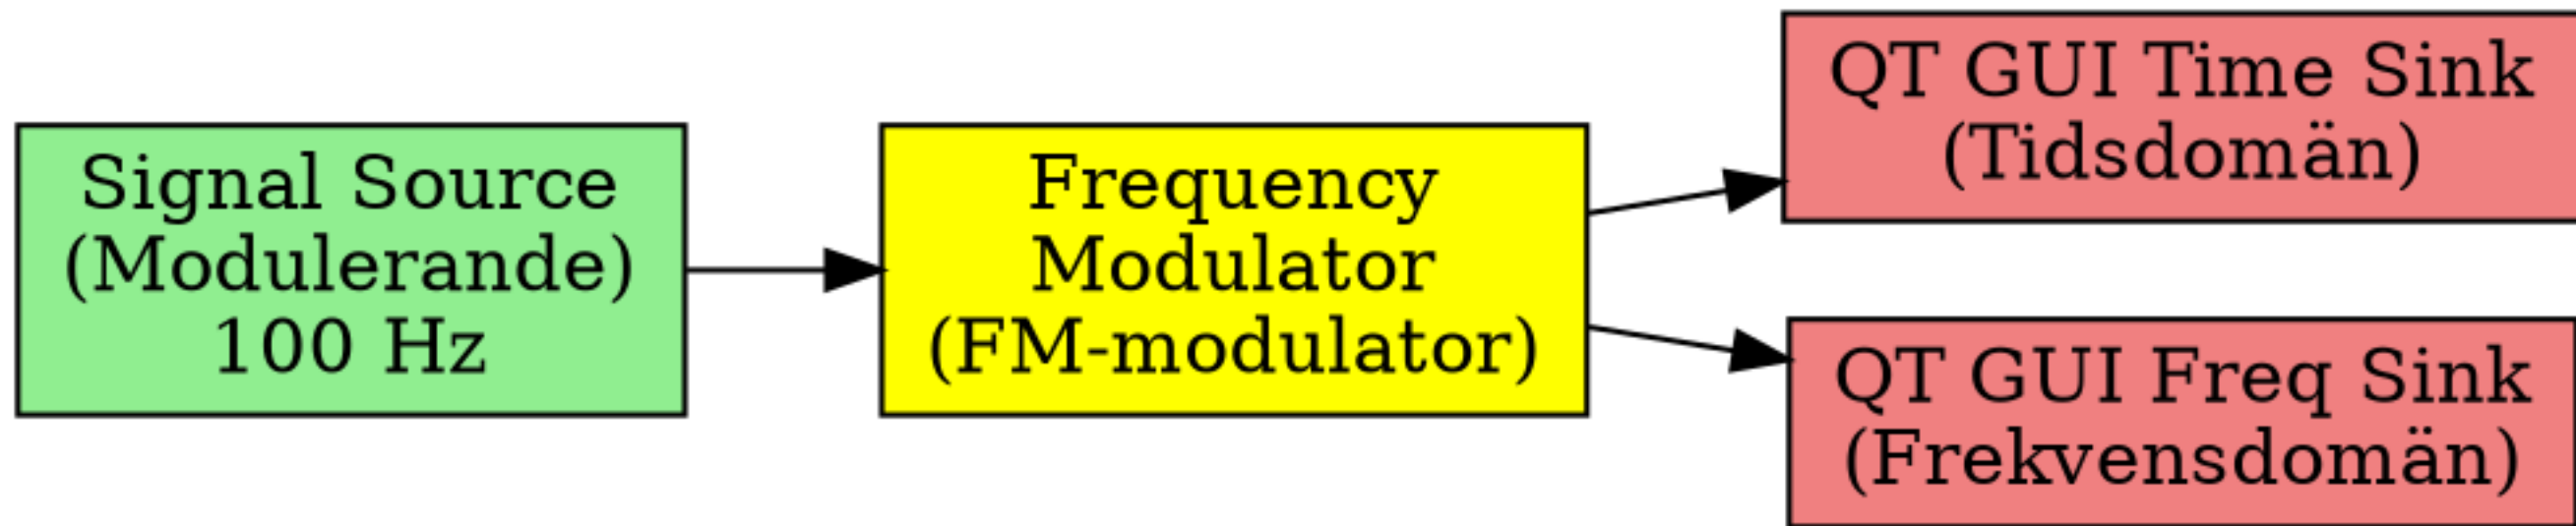 Signal Source
(Modulerande)
100 Hz
Frequency
Modulator
(FM-modulator)
QT GUI Time Sink
(Tidsdomän)
QT GUI Freq Sink
(Frekvensdomän)